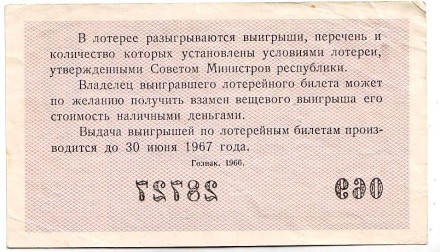 В лотерее разыгрываются выигрыши, перечень и
количество которых установлены условиями лотереи,
утвержденными Советом Министров республики.
Владелец выигравшего лотерейного билета может
по желанию получить взамен вещевого выигрыша его
стоимость наличными деньгами.
Выдача выигрышей по лотерейным билетам произ-
водится до 30 июня 1967 года.
Гознак. 1966.
28727 069